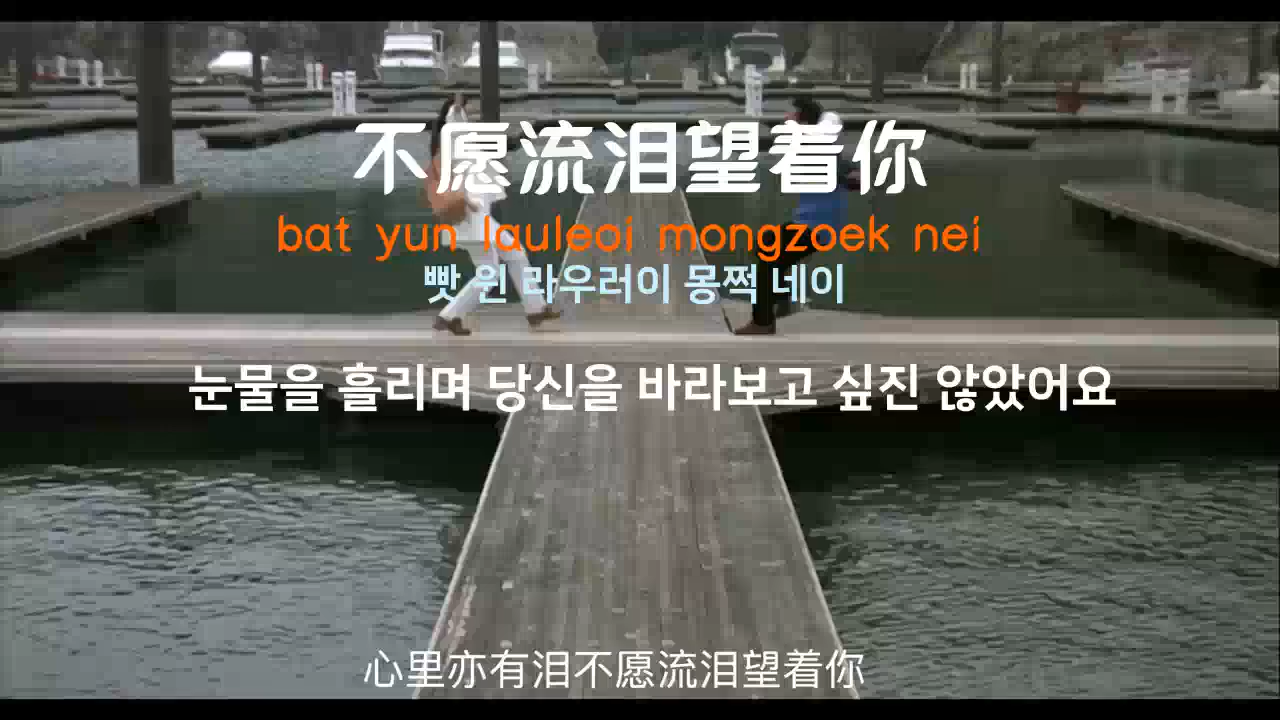 不愿流泪望着你
bat yun lauleoi mongzoek nei
빳 윈 라우러이 몽쩍 네이
눈물을 흘리며 당신을 바라보고 싶진 않았어요
心里亦有泪不愿流泪望着你